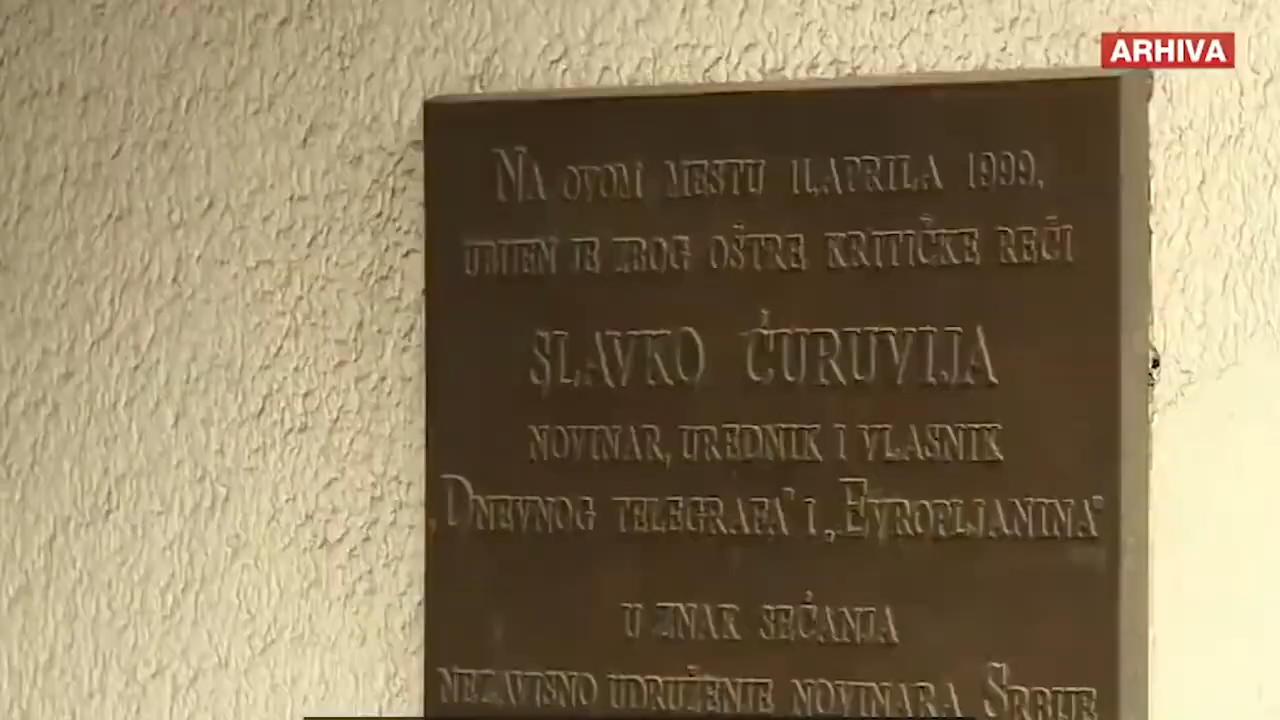 ARHIVA
NA OVOM MESTU 11. APRILA 1999.
UBIJEN JE ZBOG OŠTRE KRITIČKE REČI
SLAVKO ĆURUVIJA
NOVINAR, UREDNIK I VLASNIK
„DNEVNOG TELEGRAFA” I „EVROPLJANINA”
U ZNAK SEĆANJA
NEZAVISNO UDRUŽENJE NOVINARA SRBIJE